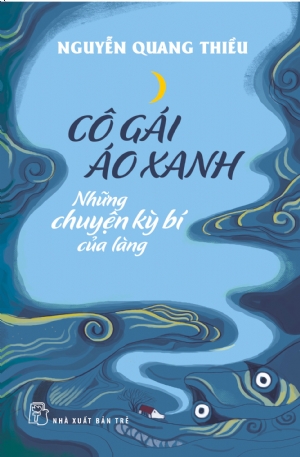 NGUYỄN QUANG THIỀU
CÔ GÁI
ÁO XANH
Những
chuyện kỳ bí
của làng
NHÀ XUẤT BẢN TRẺ